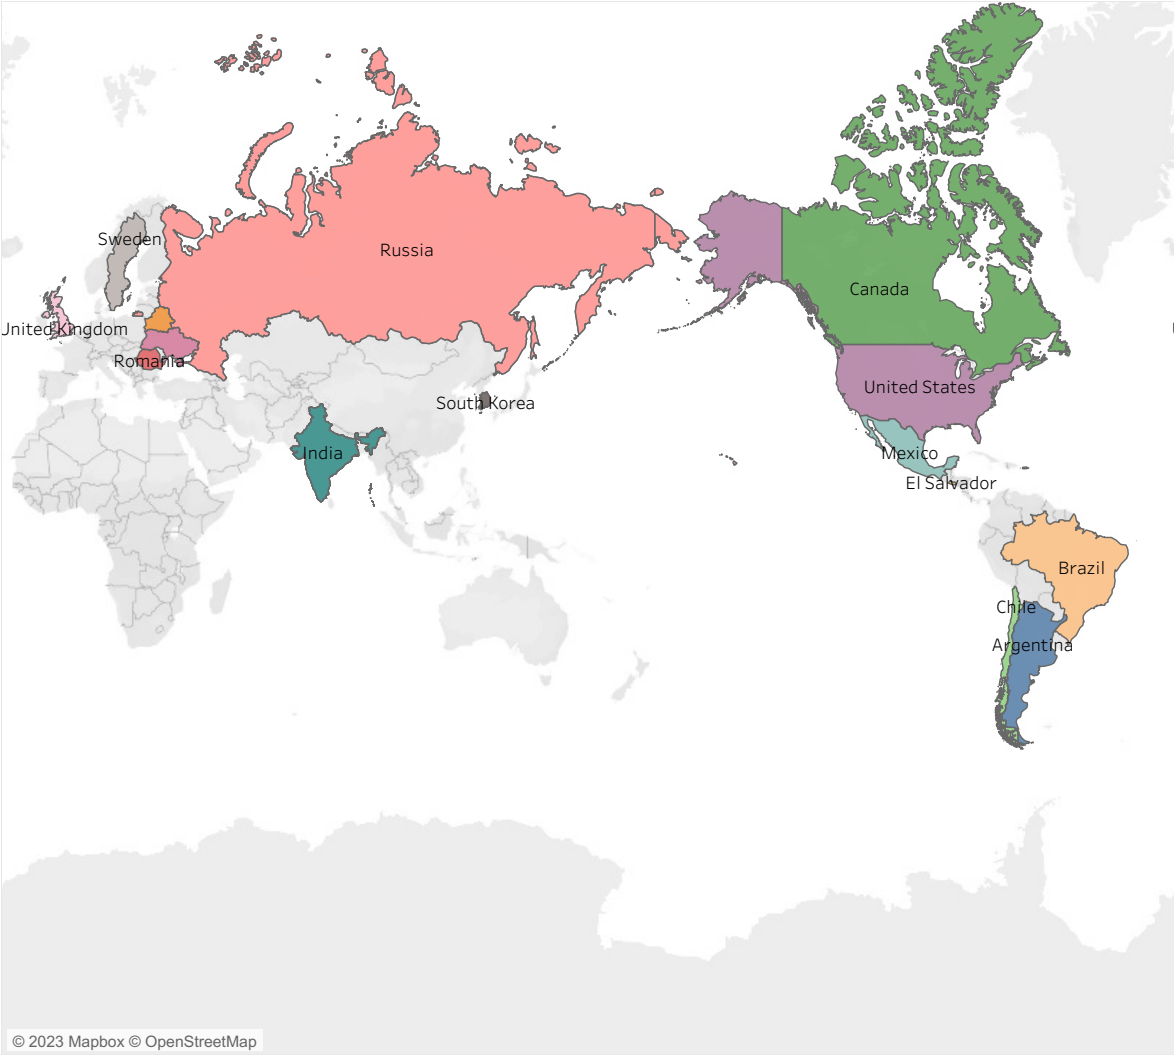 Sweden
Russia
Canada
United Kingdom
Romania
United States
South Korea
India
Mexico
El Salvador
Brazil
Chile
Argentina
© 2023 Mapbox © OpenStreetMap